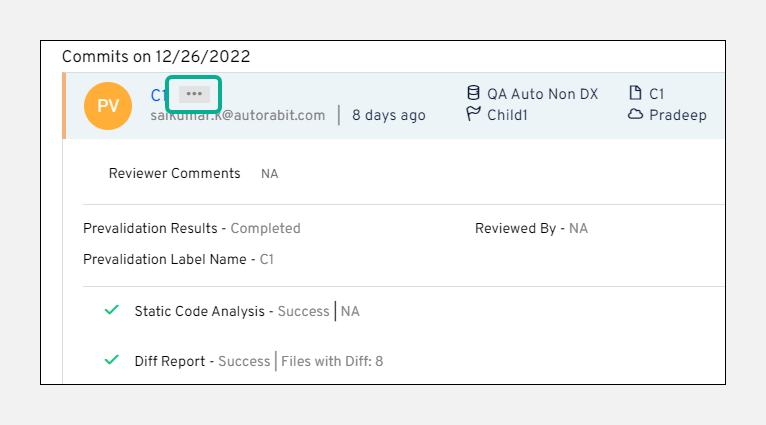 Commits on 12/26/2022
PV
C1 ... QA Auto Non DX C1
saikumar.k@autorabit.com | 8 days ago Child1 Pradeep
Reviewer Comments NA
Prevalidation Results - Completed Reviewed By - NA
Prevalidation Label Name - C1
Static Code Analysis - Success | NA
Diff Report - Success | Files with Diff: 8